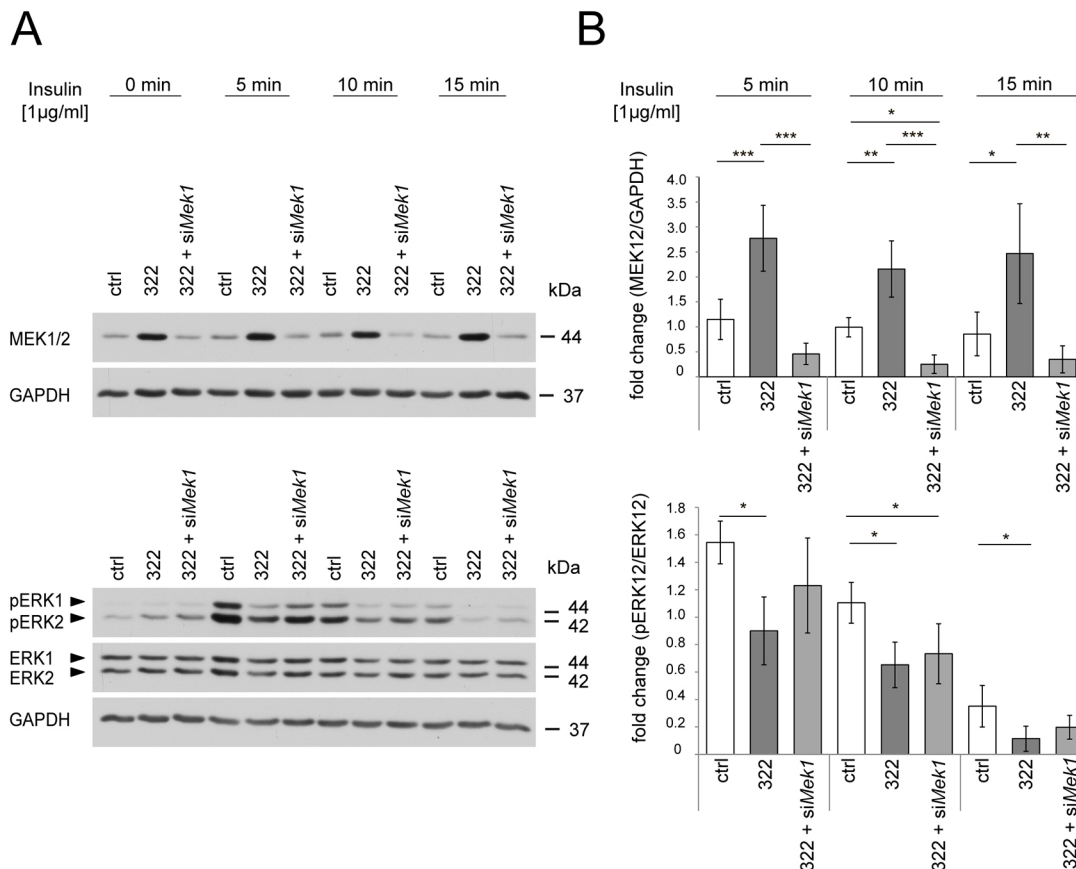 A
Insulin
[1µg/ml]
0 min 5 min 10 min 15 min
ctrl 322 322 + siMek1 ctrl 322 322 + siMek1 ctrl 322 322 + siMek1 ctrl 322 322 + siMek1
kDa
MEK1/2 44
GAPDH 37
ctrl 322 322 + siMek1 ctrl 322 322 + siMek1 ctrl 322 322 + siMek1 ctrl 322 322 + siMek1
kDa
pERK1 44
pERK2 42
ERK1 44
ERK2 42
GAPDH 37
B
Insulin
[1µg/ml]
5 min 10 min 15 min
*
*** *** ** *** * **
fold change (MEK12/GAPDH)
4.0
3.5
3.0
2.5
2.0
1.5
1.0
0.5
0
ctrl 322 322 + siMek1 ctrl 322 322 + siMek1 ctrl 322 322 + siMek1
fold change (pERK12/ERK12)
1.8
1.6
1.4
1.2
1.0
0.8
0.6
0.4
0.2
0
* * * *
ctrl 322 322 + siMek1 ctrl 322 322 + siMek1 ctrl 322 322 + siMek1